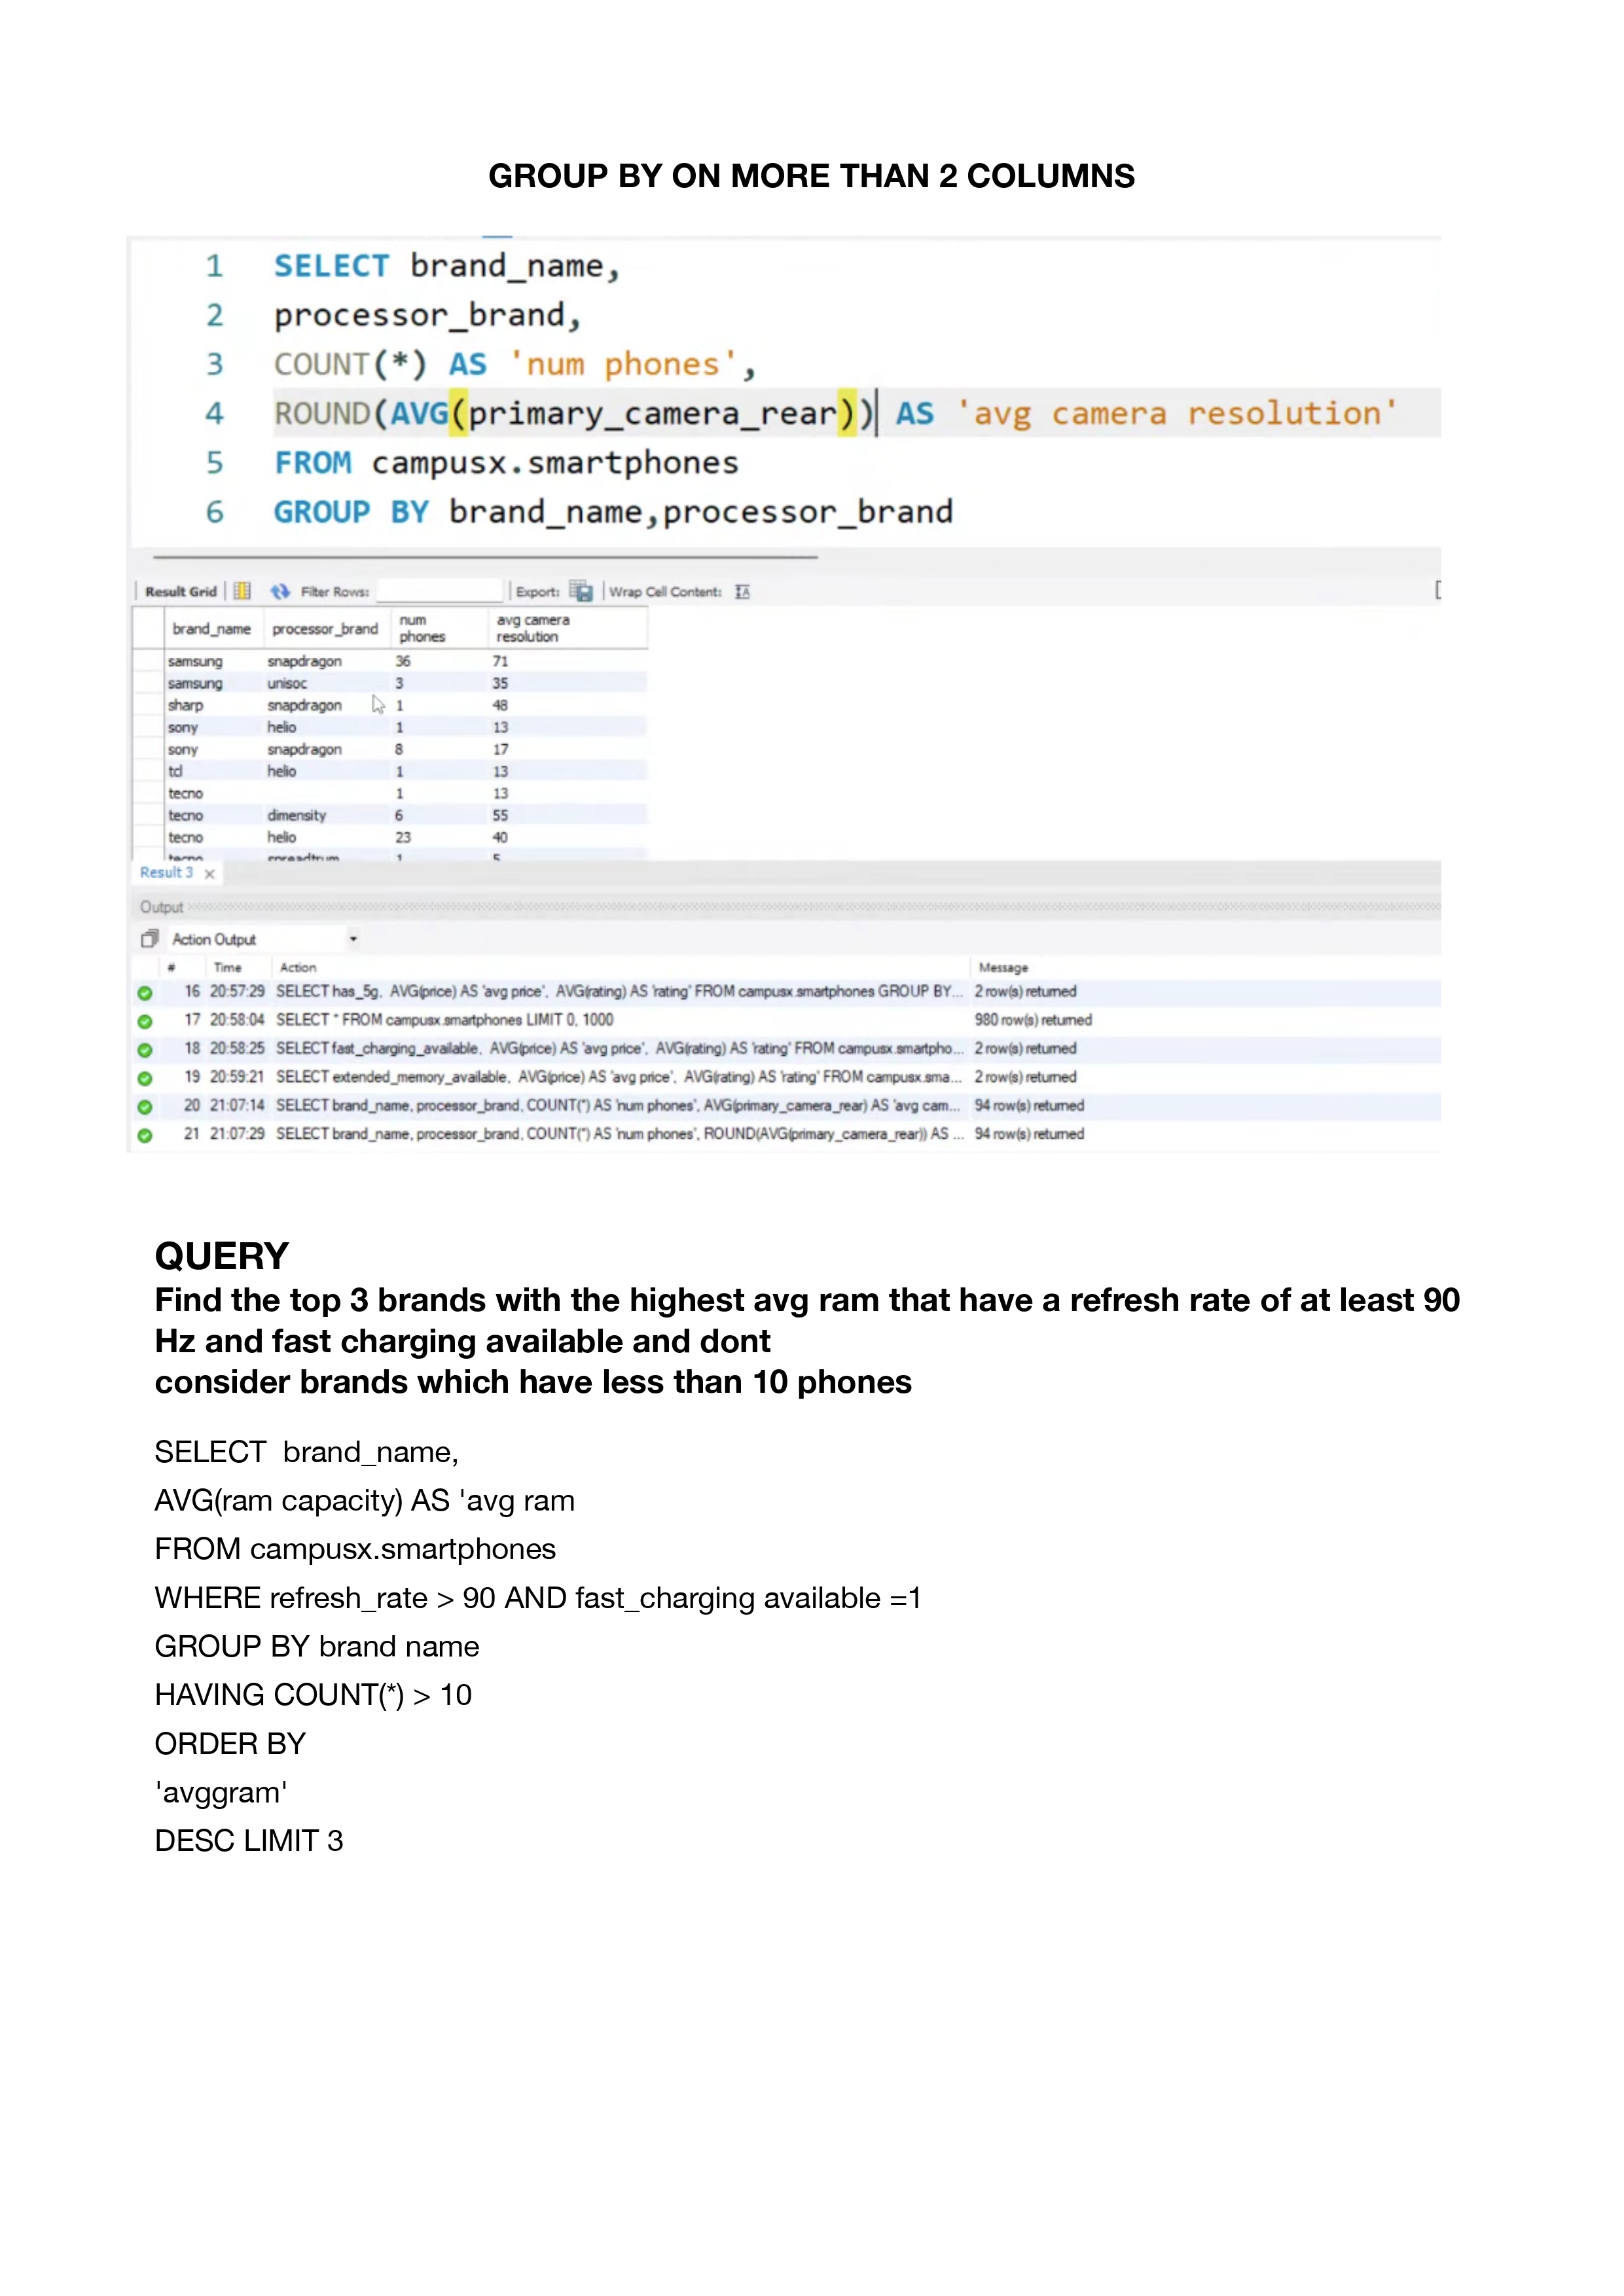 GROUP BY ON MORE THAN 2 COLUMNS
1 SELECT brand_name,
2 processor_brand,
3 COUNT(*) AS 'num phones',
4 ROUND(AVG(primary_camera_rear)) AS 'avg camera resolution'
5 FROM campusx.smartphones
6 GROUP BY brand_name,processor_brand
Result Grid Filter Rows: Export: Wrap Cell Content:
brand_name processor_brand num phones avg camera resolution
samsung snapdragon 36 71
samsung unisoc 3 35
sharp snapdragon 1 48
sony helio 1 13
sony snapdragon 8 17
tcl helio 1 13
tecno 1 13
tecno dimensity 6 55
tecno helio 23 40
tecno spreadtrum 1 5
Result 3
Output
Action Output
# Time Action Message
16 20:57:29 SELECT has_5g, AVG(price) AS 'avg price', AVG(rating) AS 'rating' FROM campusx.smartphones GROUP BY... 2 row(s) returned
17 20:58:04 SELECT * FROM campusx.smartphones LIMIT 0, 1000 980 row(s) returned
18 20:58:25 SELECT fast_charging_available, AVG(price) AS 'avg price', AVG(rating) AS 'rating' FROM campusx.smartpho... 2 row(s) returned
19 20:59:21 SELECT extended_memory_available, AVG(price) AS 'avg price', AVG(rating) AS 'rating' FROM campusx.sma... 2 row(s) returned
20 21:07:14 SELECT brand_name, processor_brand, COUNT(*) AS 'num phones', AVG(primary_camera_rear) AS 'avg cam... 94 row(s) returned
21 21:07:29 SELECT brand_name, processor_brand, COUNT(*) AS 'num phones', ROUND(AVG(primary_camera_rear)) AS ... 94 row(s) returned
QUERY
Find the top 3 brands with the highest avg ram that have a refresh rate of at least 90
Hz and fast charging available and dont
consider brands which have less than 10 phones
SELECT  brand_name,
AVG(ram capacity) AS 'avg ram
FROM campusx.smartphones
WHERE refresh_rate > 90 AND fast_charging available =1
GROUP BY brand name
HAVING COUNT(*) > 10
ORDER BY
'avggram'
DESC LIMIT 3